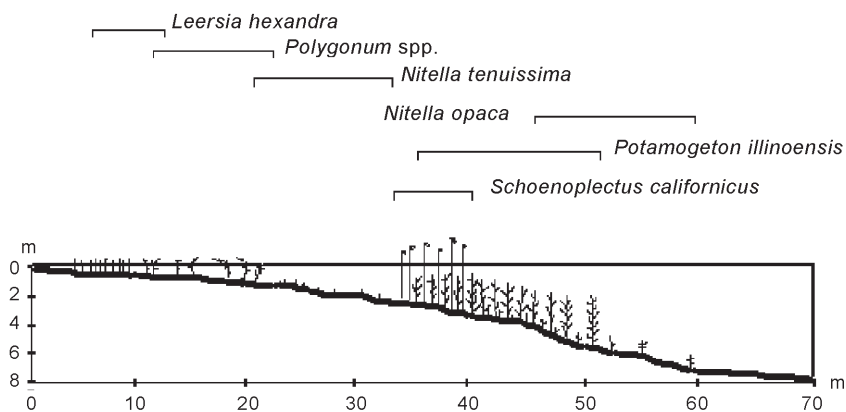 Leersia hexandra
Polygonum spp.
Nitella tenuissima
Nitella opaca
Potamogeton illinoensis
Schoenoplectus californicus
m
0
2
4
6
8
0 10 20 30 40 50 60 70 m